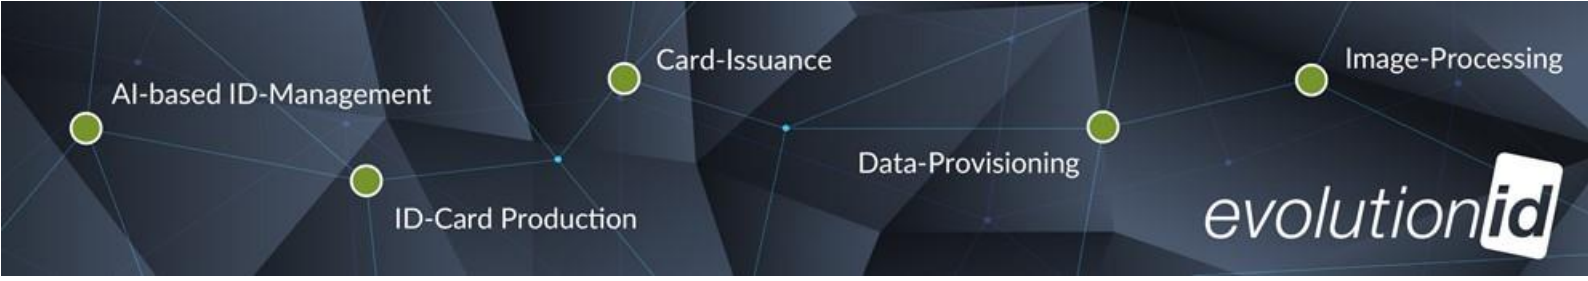 AI-based ID-Management
ID-Card Production
Card-Issuance
Data-Provisioning
Image-Processing
evolutionid